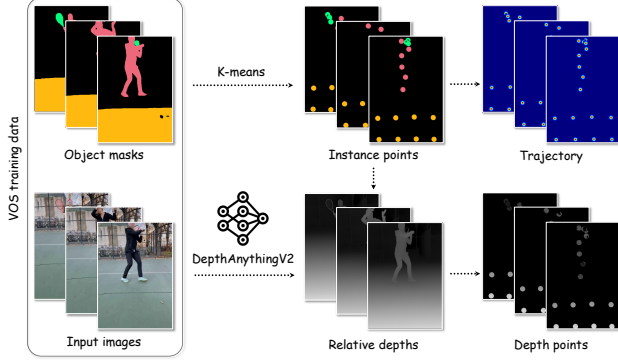 VOS training data
Object masks
K-means
Instance points
Trajectory
Input images
DepthAnythingV2
Relative depths
Depth points